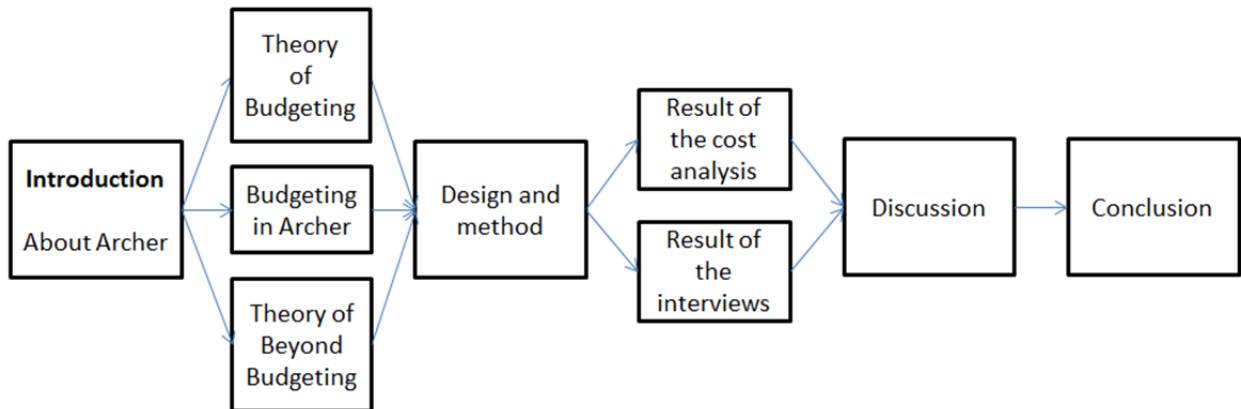 Introduction
About Archer
Theory
of
Budgeting
Budgeting
in Archer
Theory of
Beyond
Budgeting
Design and
method
Result of
the cost
analysis
Result of
the
interviews
Discussion
Conclusion